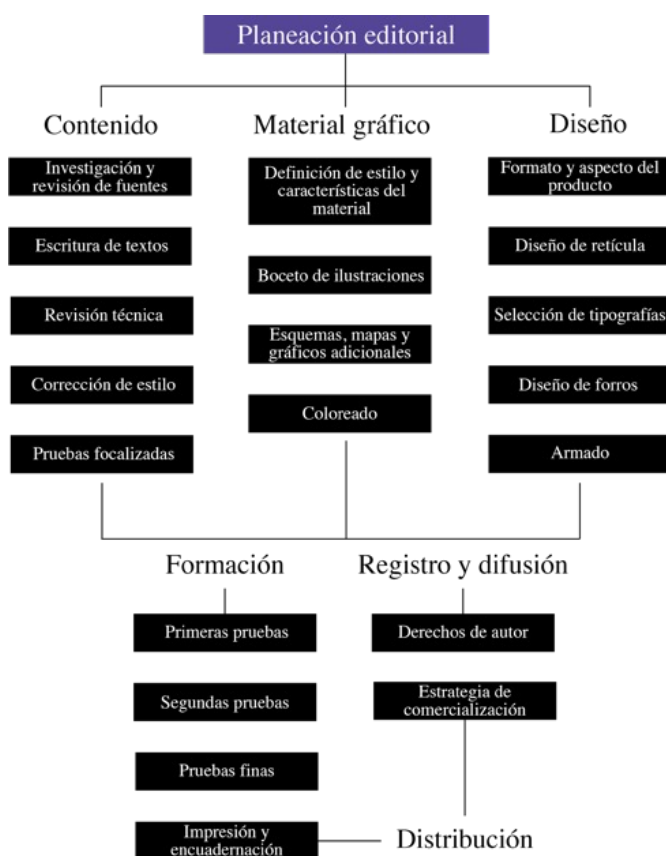 Planeación editorial
Contenido
Investigación y
revisión de fuentes
Escritura de textos
Revisión técnica
Corrección de estilo
Pruebas focalizadas
Material gráfico
Definición de estilo y
características del
material
Boceto de ilustraciones
Esquemas, mapas y
gráficos adicionales
Coloreado
Diseño
Formato y aspecto del
producto
Diseño de retícula
Selección de tipografías
Diseño de forros
Armado
Formación
Primeras pruebas
Segundas pruebas
Pruebas finas
Impresión y
encuadernación
Registro y difusión
Derechos de autor
Estrategia de
comercialización
Distribución